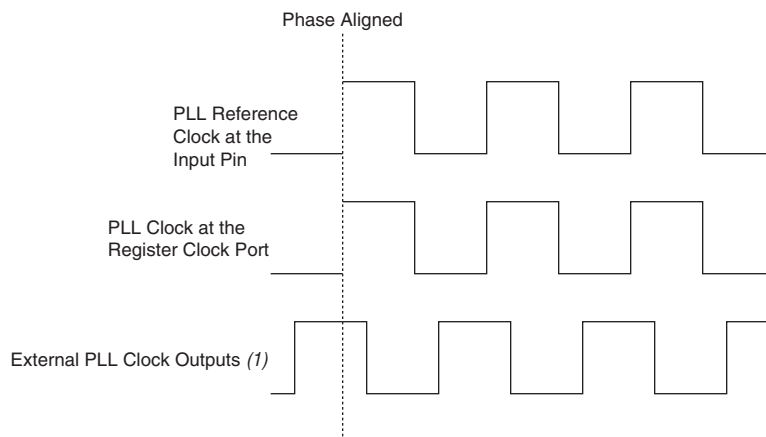 Phase Aligned
PLL Reference
Clock at the
Input Pin
PLL Clock at the
Register Clock Port
External PLL Clock Outputs (1)